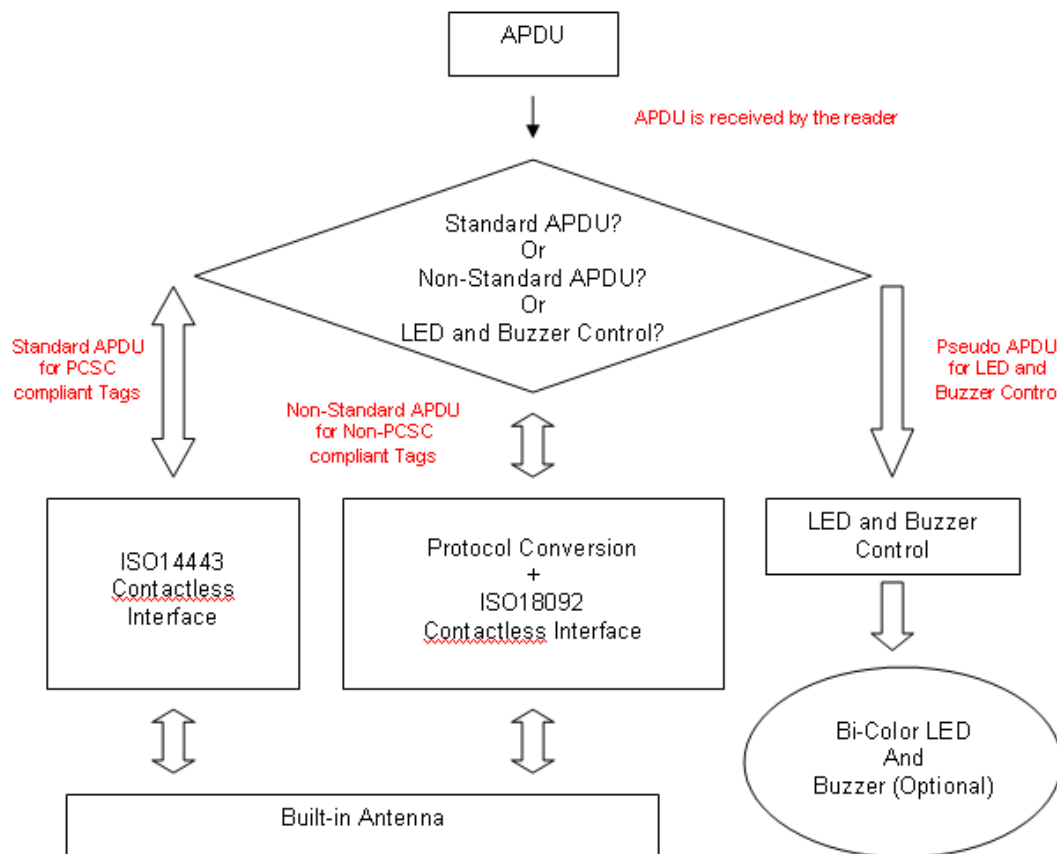 APDU
APDU is received by the reader
Standard APDU?
Or
Non-Standard APDU?
Or
LED and Buzzer Control?
Standard APDU
for PCSC
compliant Tags
Non-Standard APDU
for Non-PCSC
compliant Tags
Pseudo APDU
for LED and
Buzzer Contro
ISO14443
Contactless
Interface
Protocol Conversion
+
ISO18092
Contactless Interface
LED and Buzzer
Control
Bi-Color LED
And
Buzzer (Optional)
Built-in Antenna